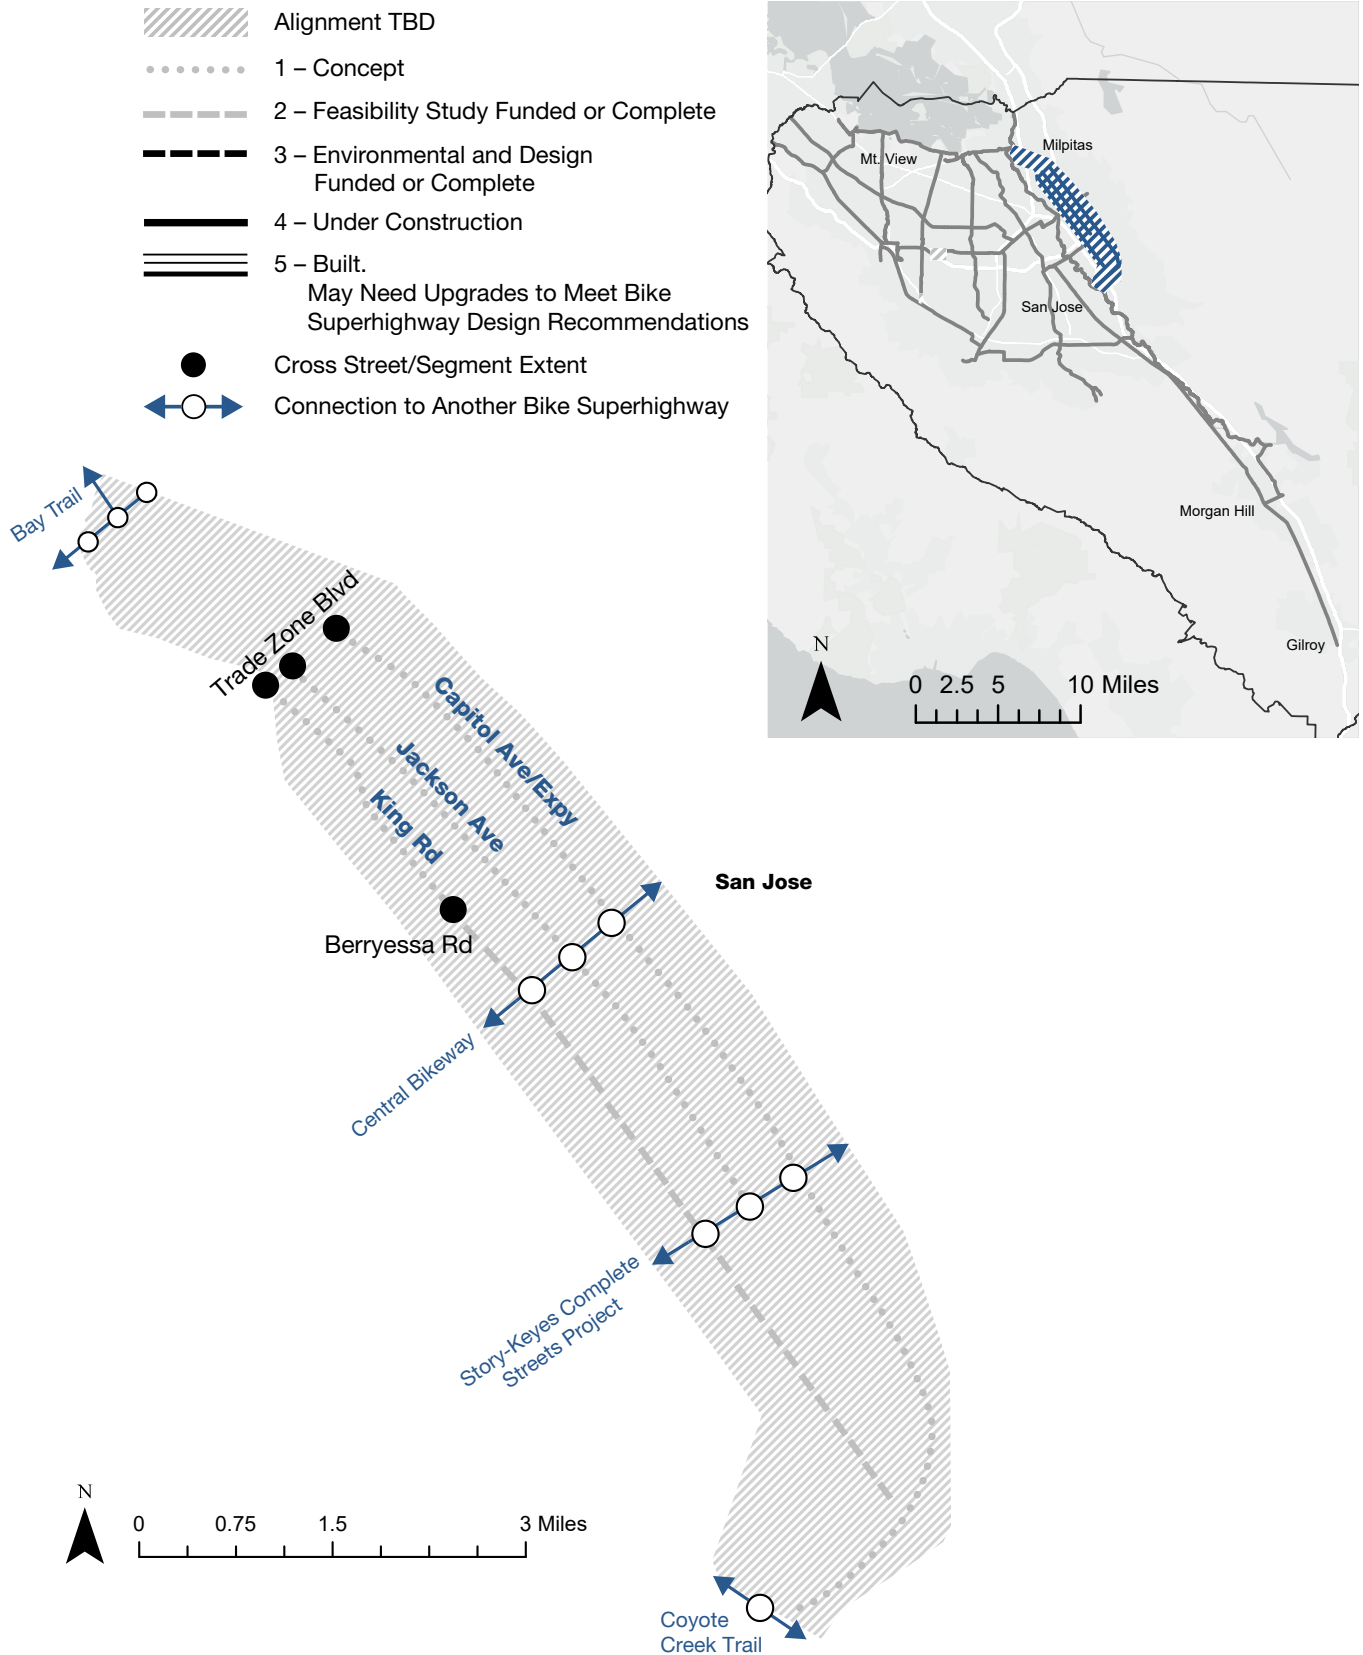 Alignment TBD
1 – Concept
2 – Feasibility Study Funded or Complete
3 – Environmental and Design
Funded or Complete
4 – Under Construction
5 – Built.
May Need Upgrades to Meet Bike
Superhighway Design Recommendations
Cross Street/Segment Extent
Connection to Another Bike Superhighway
Milpitas
Mt. View
San Jose
Morgan Hill
Gilroy
N
0 2.5 5 10 Miles
Bay Trail
Trade Zone Blvd
Capitol Ave/Expy
Jackson Ave
King Rd
San Jose
Berryessa Rd
Central Bikeway
Story-Keyes Complete
Streets Project
N
0 0.75 1.5 3 Miles
Coyote
Creek Trail